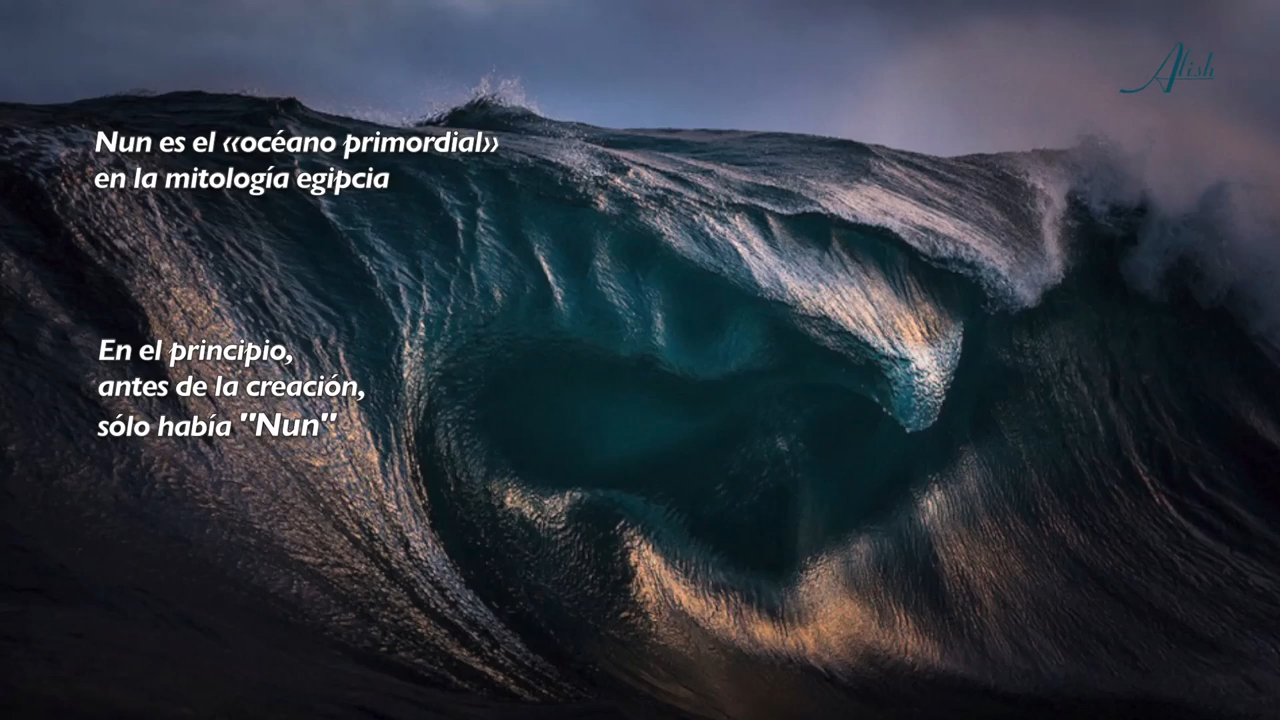 Alish
Nun es el «océano primordial»
en la mitología egipcia
En el principio,
antes de la creación,
sólo había "Nun"